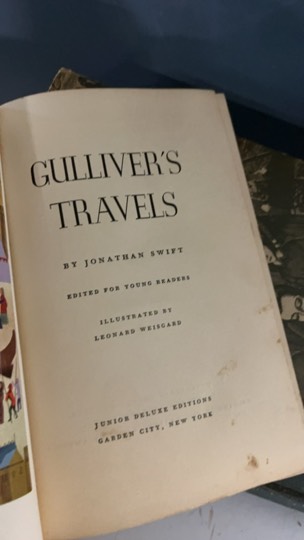 GULLIVER'S
TRAVELS
BY JONATHAN SWIFT
EDITED FOR YOUNG READERS
ILLUSTRATED BY
LEONARD WEISGARD
JUNIOR DELUXE EDITIONS
GARDEN CITY, NEW YORK